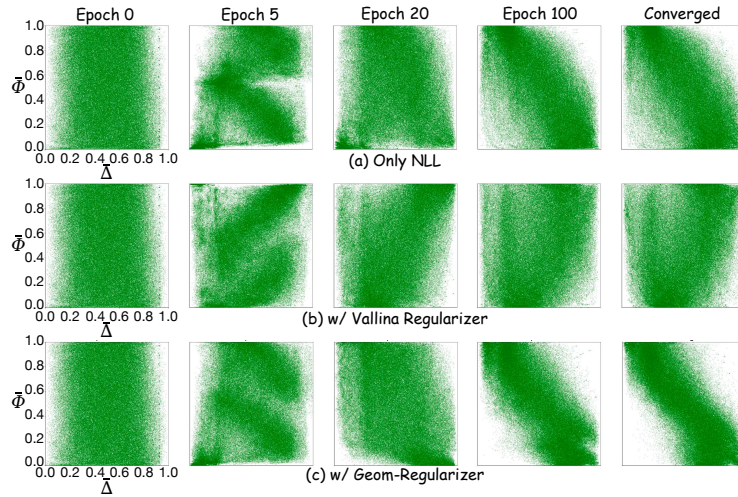 Epoch 0 Epoch 5 Epoch 20 Epoch 100 Converged
1.0
0.8
Φ̄ 0.6
0.4
0.2
0.0
0.0 0.2 0.4 0.6 0.8 1.0
Δ̄
(a) Only NLL
1.0
0.8
Φ̄ 0.6
0.4
0.2
0.0
0.0 0.2 0.4 0.6 0.8 1.0
Δ̄
(b) w/ Vallina Regularizer
1.0
0.8
Φ̄ 0.6
0.4
0.2
0.0
0.0 0.2 0.4 0.6 0.8 1.0
Δ̄
(c) w/ Geom-Regularizer